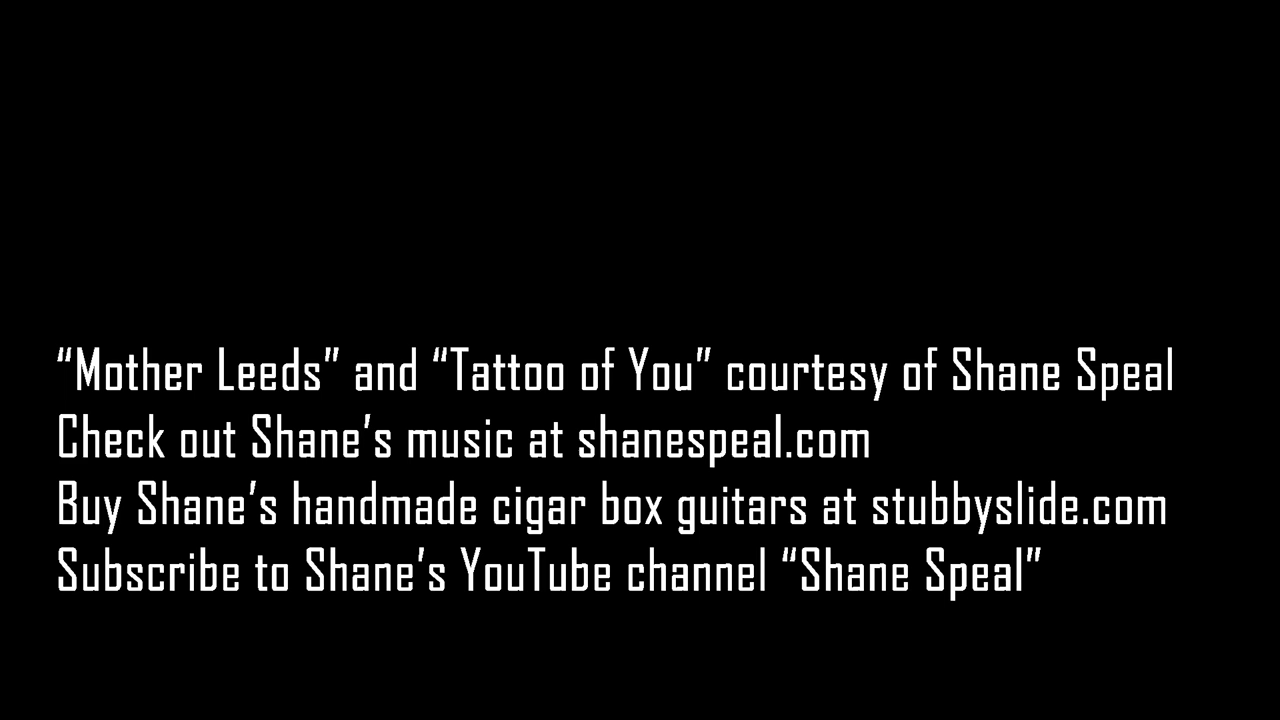 “Mother Leeds” and “Tattoo of You” courtesy of Shane Speal
Check out Shane’s music at shanespeal.com
Buy Shane’s handmade cigar box guitars at stubbyslide.com
Subscribe to Shane’s YouTube channel “Shane Speal”